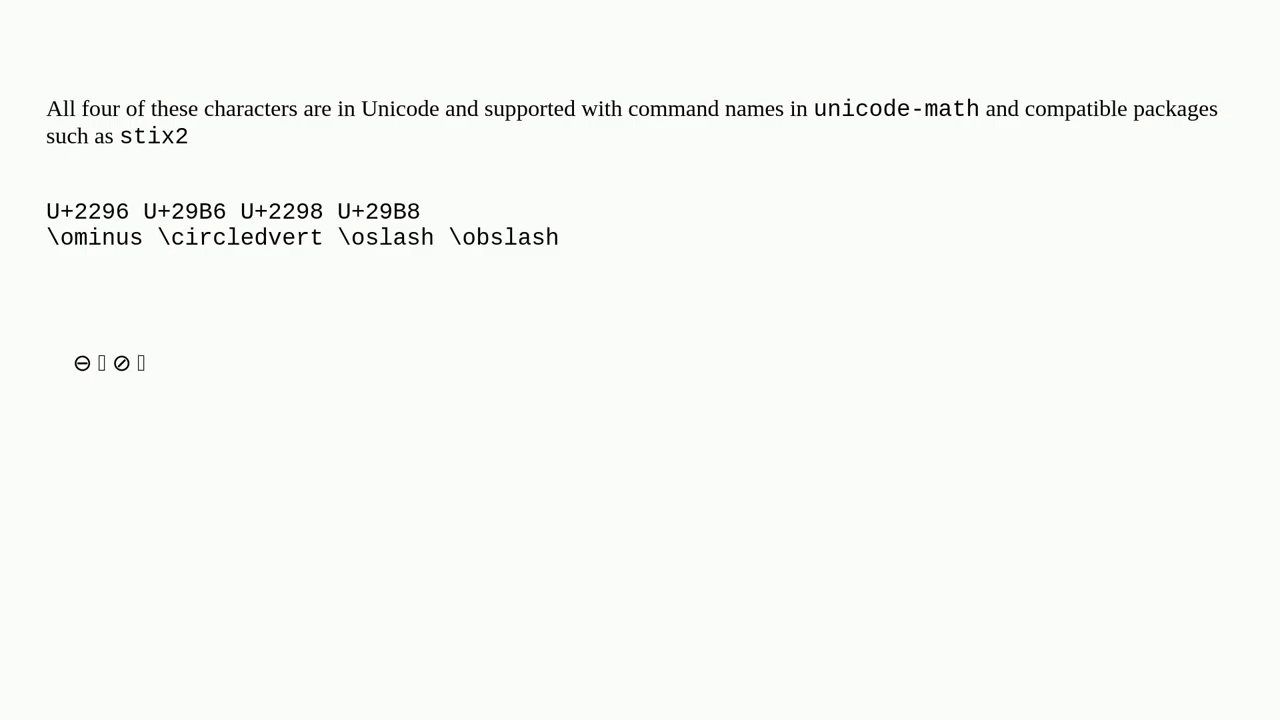 All four of these characters are in Unicode and supported with command names in unicode-math and compatible packages
such as stix2
U+2296 U+29B6 U+2298 U+29B8
\ominus \circledvert \oslash \obslash
⊖ ▯ ⊘ ▯